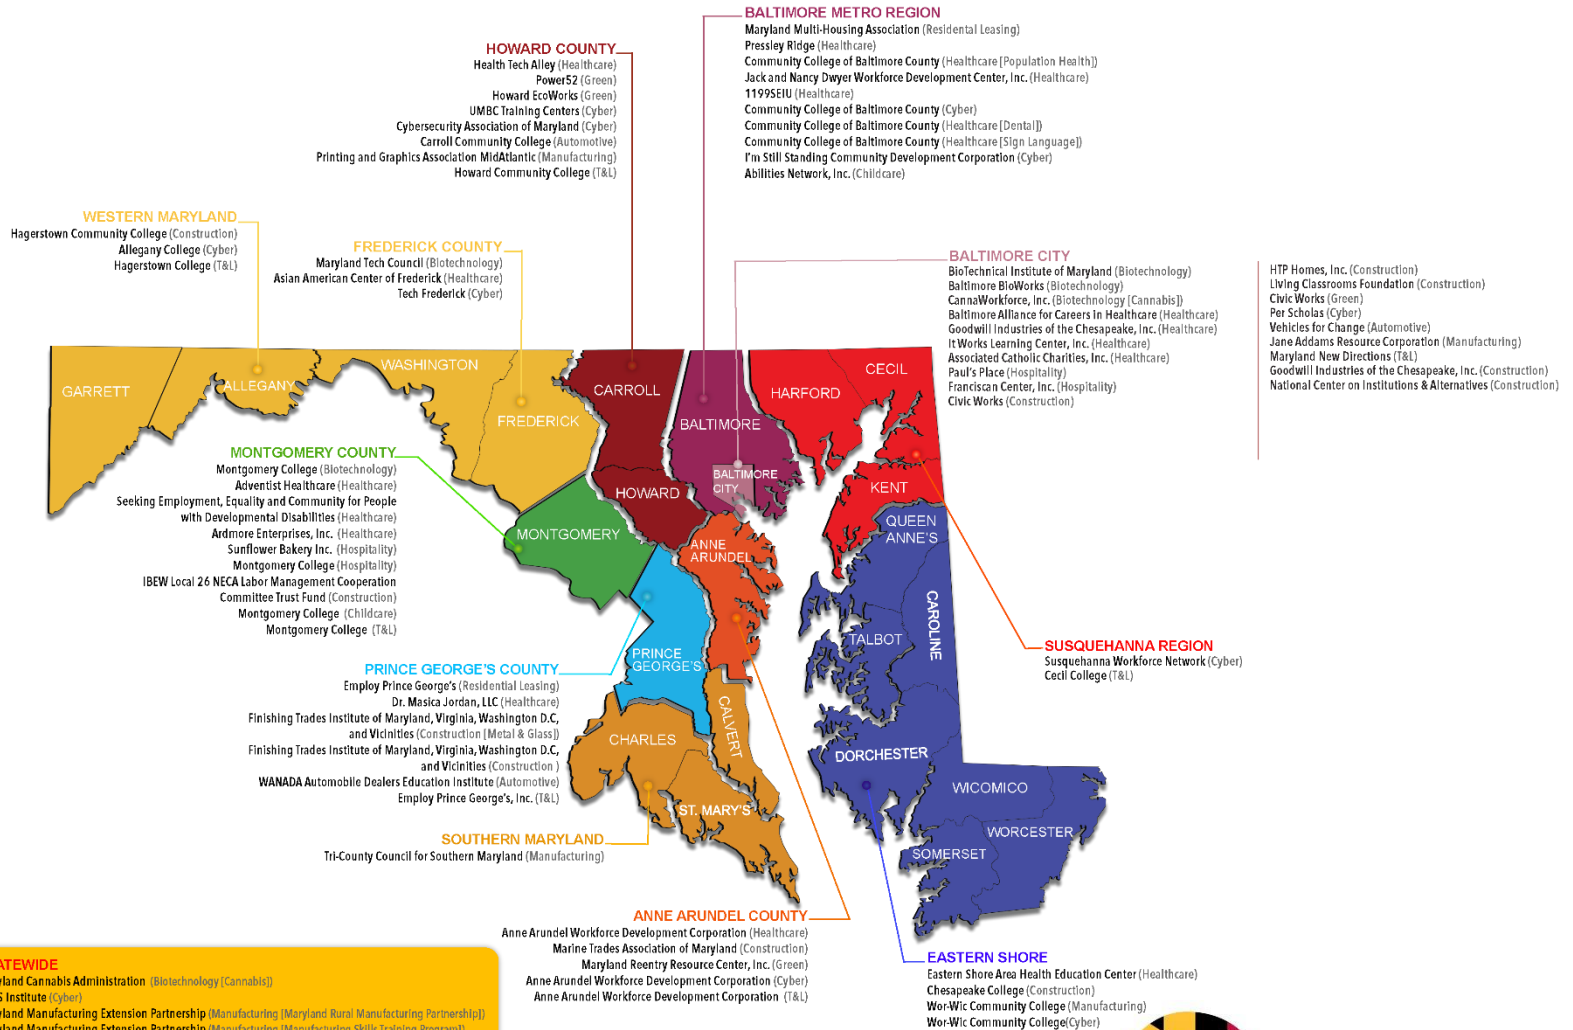 BALTIMORE METRO REGION
Maryland Multi-Housing Association (Residental Leasing)
Pressley Ridge (Healthcare)
Community College of Baltimore County (Healthcare [Population Health])
Jack and Nancy Dwyer Workforce Development Center, Inc. (Healthcare)
1199SEIU (Healthcare)
Community College of Baltimore County (Cyber)
Community College of Baltimore County (Healthcare [Dental])
Community College of Baltimore County (Healthcare [Sign Language])
I'm Still Standing Community Development Corporation (Cyber)
Abilities Network, Inc. (Childcare)
HOWARD COUNTY
Health Tech Alley (Healthcare)
Power52 (Green)
Howard EcoWorks (Green)
UMBC Training Centers (Cyber)
Cybersecurity Association of Maryland (Cyber)
Carroll Community College (Automotive)
Printing and Graphics Association MidAtlantic (Manufacturing)
Howard Community College (T&L)
WESTERN MARYLAND
Hagerstown Community College (Construction)
Allegany College (Cyber)
Hagerstown College (T&L)
FREDERICK COUNTY
Maryland Tech Council (Biotechnology)
Asian American Center of Frederick (Healthcare)
Tech Frederick (Cyber)
BALTIMORE CITY
BioTechnical Institute of Maryland (Biotechnology)
Baltimore BioWorks (Biotechnology)
CannaWorkforce, Inc. (Biotechnology [Cannabis])
Baltimore Alliance for Careers in Healthcare (Healthcare)
Goodwill Industries of the Chesapeake, Inc. (Healthcare)
It Works Learning Center, Inc. (Healthcare)
Associated Catholic Charities, Inc. (Healthcare)
Paul's Place (Hospitality)
Franciscan Center, Inc. (Hospitality)
Civic Works (Construction)
HTP Homes, Inc. (Construction)
Living Classrooms Foundation (Construction)
Civic Works (Green)
Per Scholas (Cyber)
Vehicles for Change (Automotive)
Jane Addams Resource Corporation (Manufacturing)
Maryland New Directions (T&L)
Goodwill Industries of the Chesapeake, Inc. (Construction)
National Center on Institutions & Alternatives (Construction)
GARRETT
ALLEGANY
WASHINGTON
FREDERICK
CARROLL
BALTIMORE
HARFORD
CECIL
BALTIMORE
CITY
HOWARD
KENT
MONTGOMERY
ANNE
ARUNDEL
QUEEN
ANNE'S
CAROLINE
TALBOT
PRINCE
GEORGE'S
CALVERT
CHARLES
ST. MARY'S
DORCHESTER
WICOMICO
WORCESTER
SOMERSET
MONTGOMERY COUNTY
Montgomery College (Biotechnology)
Adventist Healthcare (Healthcare)
Seeking Employment, Equality and Community for People
with Developmental Disabilities (Healthcare)
Ardmore Enterprises, Inc. (Healthcare)
Sunflower Bakery Inc. (Hospitality)
Montgomery College (Hospitality)
IBEW Local 26 NECA Labor Management Cooperation
Committee Trust Fund (Construction)
Montgomery College (Childcare)
Montgomery College (T&L)
SUSQUEHANNA REGION
Susquehanna Workforce Network (Cyber)
Cecil College (T&L)
PRINCE GEORGE'S COUNTY
Employ Prince George's (Residential Leasing)
Dr. Masica Jordan, LLC (Healthcare)
Finishing Trades Institute of Maryland, Virginia, Washington D.C,
and Vicinities (Construction [Metal & Glass])
Finishing Trades Institute of Maryland, Virginia, Washington D.C,
and Vicinities (Construction )
WANADA Automobile Dealers Education Institute (Automotive)
Employ Prince George's, Inc. (T&L)
SOUTHERN MARYLAND
Tri-County Council for Southern Maryland (Manufacturing)
ANNE ARUNDEL COUNTY
Anne Arundel Workforce Development Corporation (Healthcare)
Marine Trades Association of Maryland (Construction)
Maryland Reentry Resource Center, Inc. (Green)
Anne Arundel Workforce Development Corporation (Cyber)
Anne Arundel Workforce Development Corporation (T&L)
EASTERN SHORE
Eastern Shore Area Health Education Center (Healthcare)
Chesapeake College (Construction)
Wor-Wic Community College (Manufacturing)
Wor-Wic Community College(Cyber)
ATEWIDE
yland Cannabis Administration (Biotechnology [Cannabis])
S Institute (Cyber)
yland Manufacturing Extension Partnership (Manufacturing [Maryland Rural Manufacturing Partnership])
yland Manufacturing Extension Partnership (Manufacturing [Manufacturing Skills Training Program])